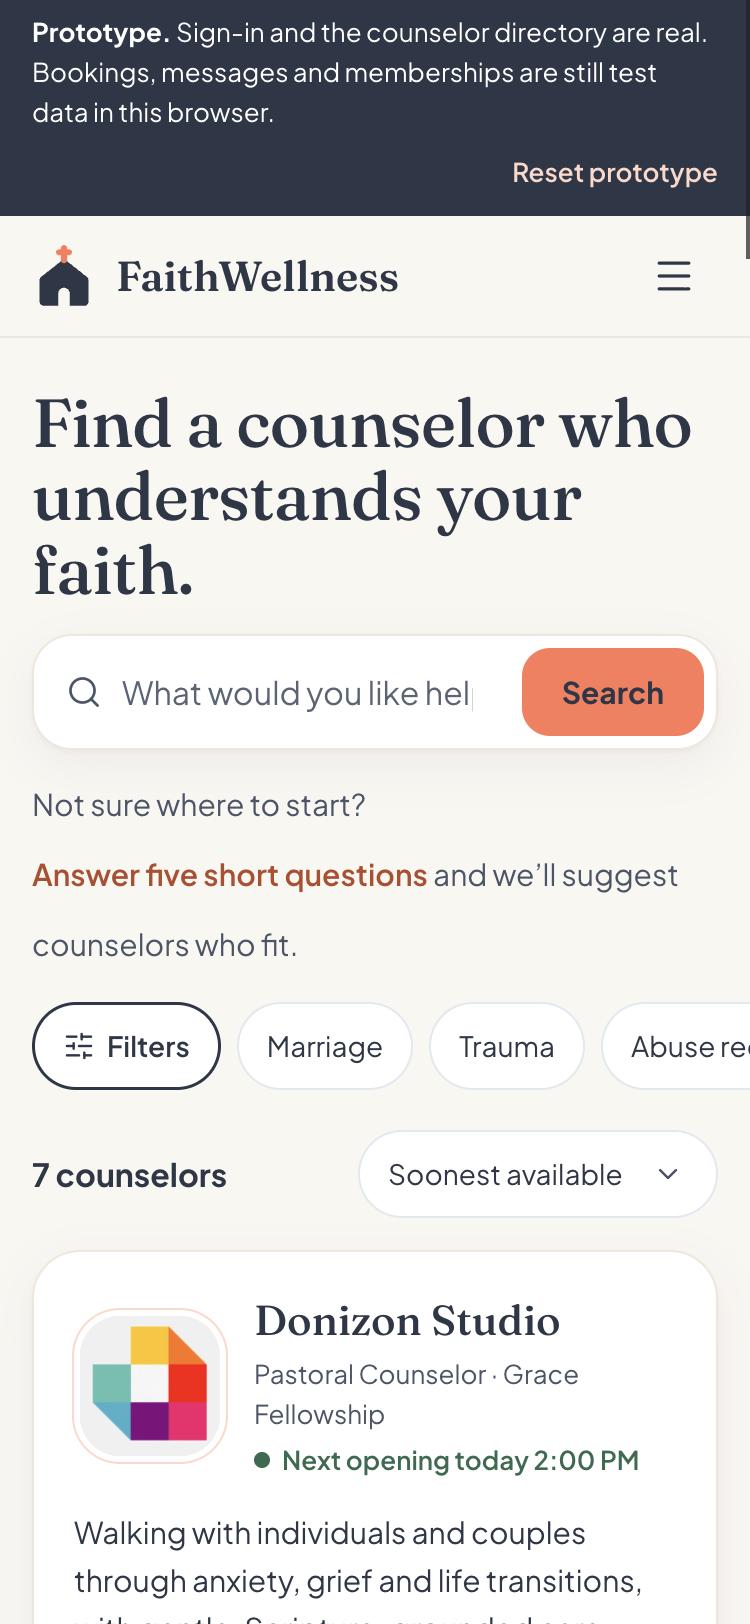 Prototype. Sign-in and the counselor directory are real.
Bookings, messages and memberships are still test
data in this browser.
Reset prototype
FaithWellness
Find a counselor who
understands your
faith.
What would you like hel
Search
Not sure where to start?
Answer five short questions and we’ll suggest
counselors who fit.
Filters
Marriage
Trauma
Abuse re
7 counselors
Soonest available
Donizon Studio
Pastoral Counselor · Grace
Fellowship
Next opening today 2:00 PM
Walking with individuals and couples
through anxiety, grief and life transitions,